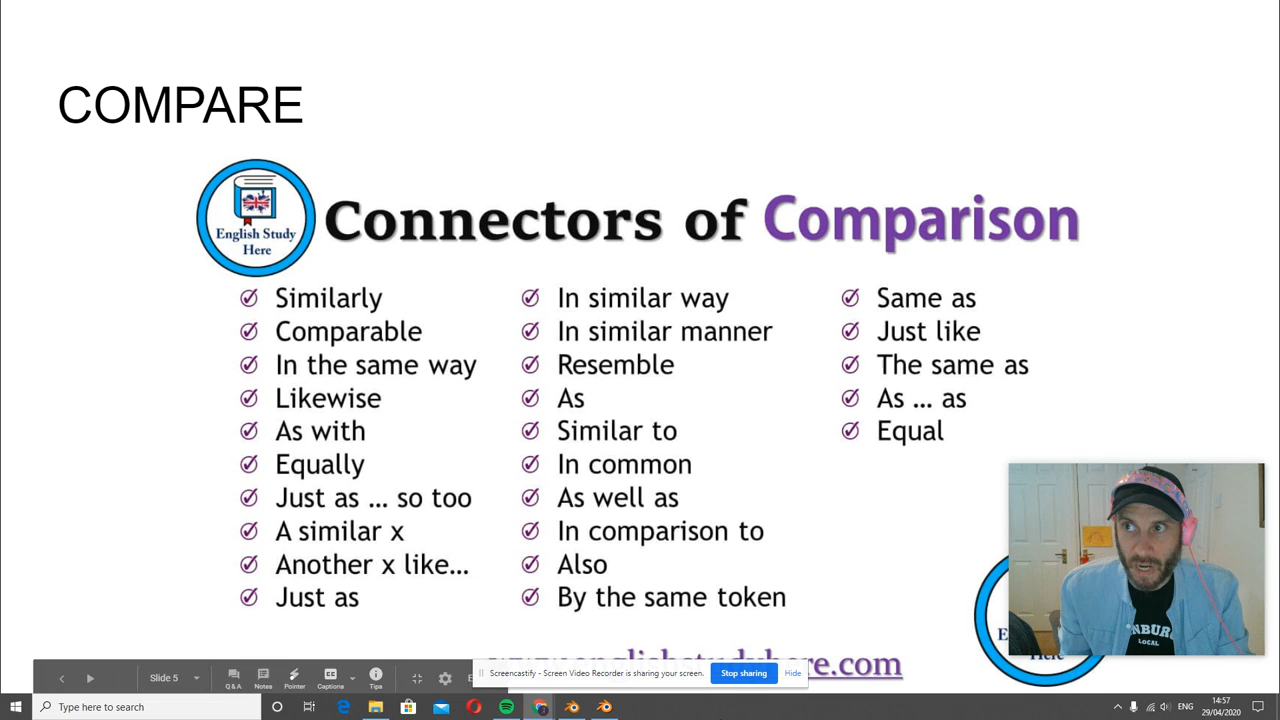 COMPARE
English Study
Here
Connectors of Comparison
Similarly
Comparable
In the same way
Likewise
As with
Equally
Just as ... so too
A similar x
Another x like...
Just as
In similar way
In similar manner
Resemble
As
Similar to
In common
As well as
In comparison to
Also
By the same token
Same as
Just like
The same as
As ... as
Equal
LOCAL
Here
Slide 5
Q & A
Notes
Pointer
Captions
Tips
Screencastify - Screen Video Recorder is sharing your screen.
Stop sharing
Hide
Type here to search
ENG
14:57
29/04/2020